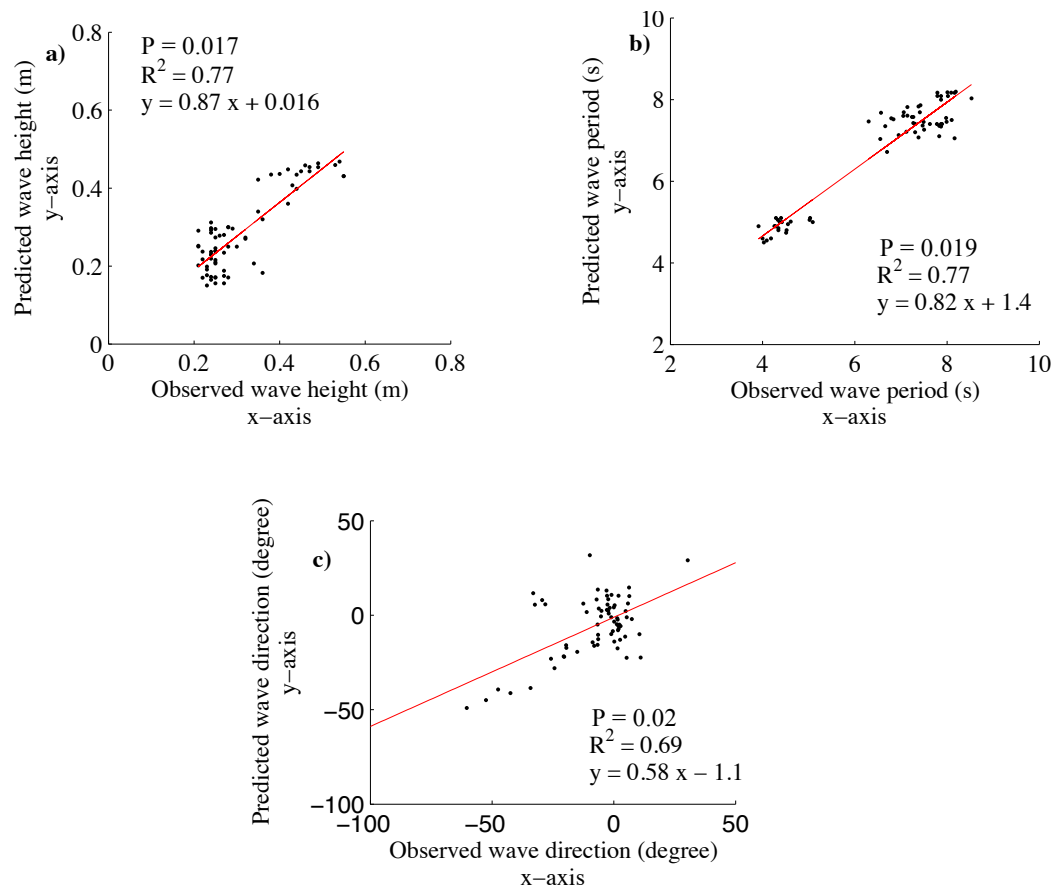 a)
P = 0.017
R² = 0.77
y = 0.87 x + 0.016
0.8
0.6
0.4
0.2
0
0 0.2 0.4 0.6 0.8
Predicted wave height (m)
y−axis
Observed wave height (m)
x−axis
b)
10
8
6
4
2
2 4 6 8 10
P = 0.019
R² = 0.77
y = 0.82 x + 1.4
Predicted wave period (s)
y−axis
Observed wave period (s)
x−axis
c)
50
0
−50
−100
−100 −50 0 50
P = 0.02
R² = 0.69
y = 0.58 x − 1.1
Predicted wave direction (degree)
y−axis
Observed wave direction (degree)
x−axis